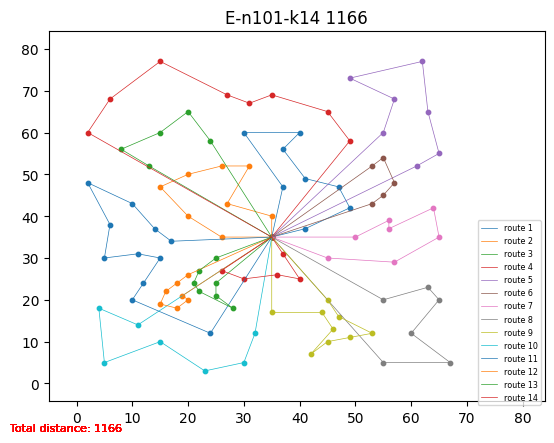 E-n101-k14 1166
80
70
60
50
40
30
20
10
0
route 1
route 2
route 3
route 4
route 5
route 6
route 7
route 8
route 9
route 10
route 11
route 12
route 13
route 14
0 10 20 30 40 50 60 70 80
Total distance: 1166